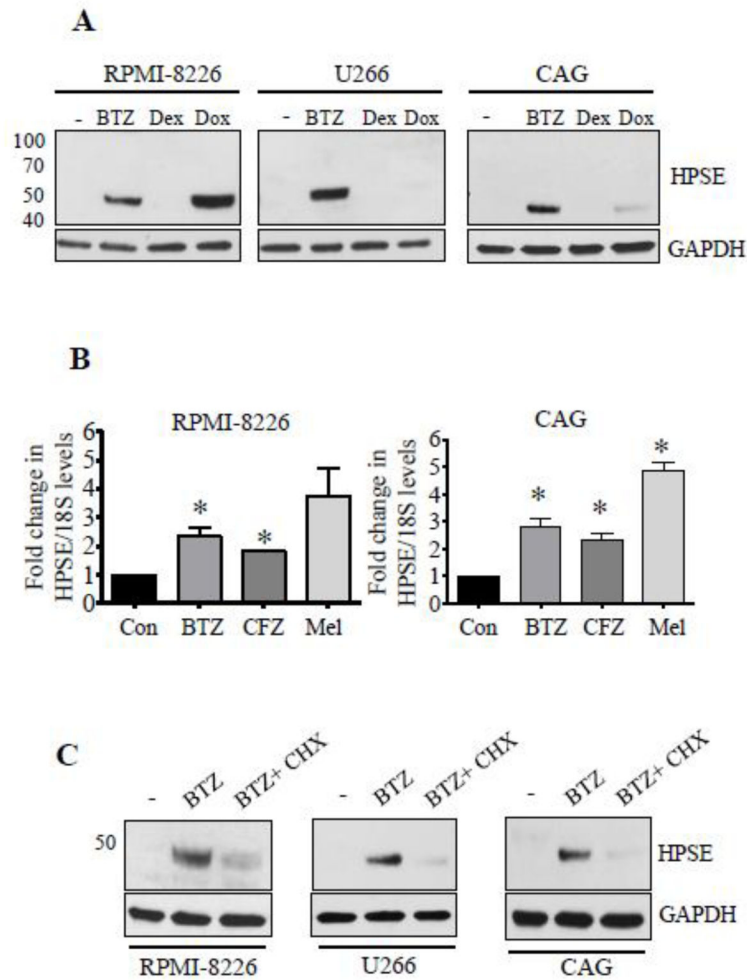 A
RPMI-8226 U266 CAG
- BTZ Dex Dox - BTZ Dex Dox - BTZ Dex Dox
100
70
50
40
HPSE
GAPDH
B
RPMI-8226
Fold change in
HPSE/18S levels
6
5
4
3
2
1
0
* *
Con BTZ CFZ Mel
CAG
Fold change in
HPSE/18S levels
6
5
4
3
2
1
0
* * *
Con BTZ CFZ Mel
C
- BTZ BTZ+ CHX - BTZ BTZ+ CHX - BTZ BTZ+ CHX
50
HPSE
GAPDH
RPMI-8226 U266 CAG